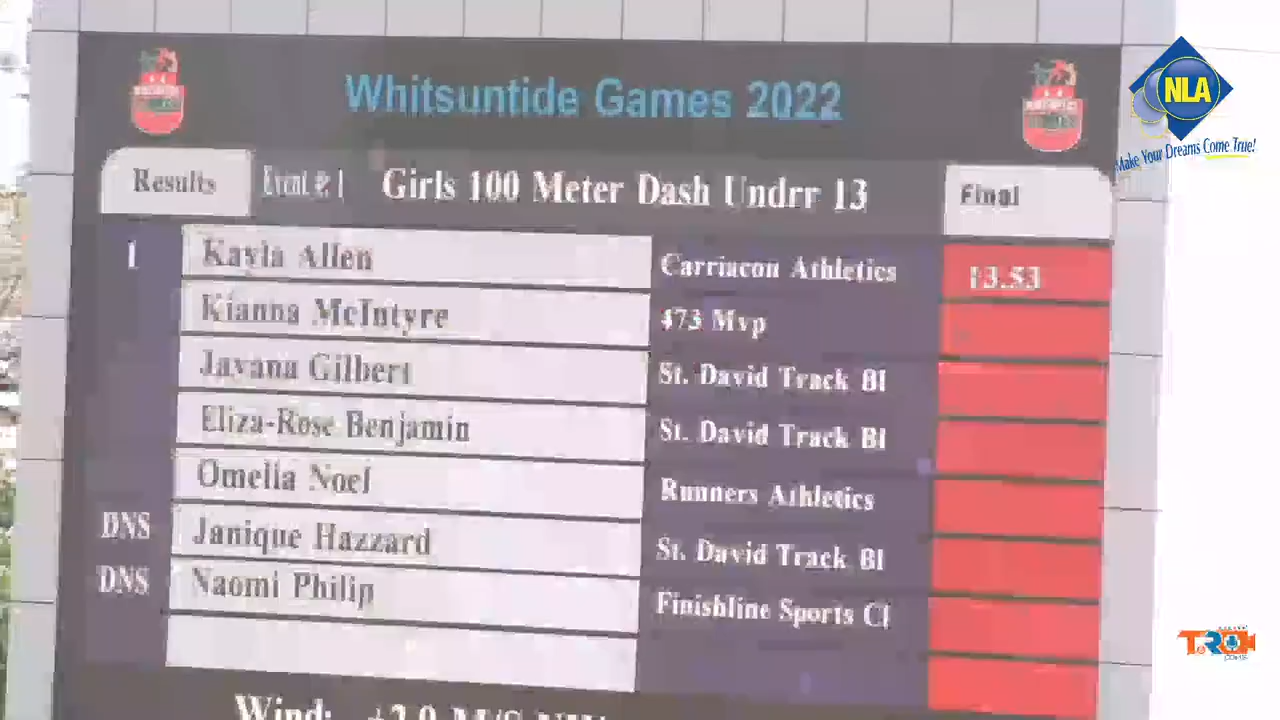 Whitsuntide Games 2022
NLA
Make Your Dreams Come True!
Results Event # 1 Girls 100 Meter Dash Undrr 13 Final
1 Kayla Allen Carriacou Athletics 13.53
Kianna McIntyre 473 Mvp
Javana Gilbert St. David Track Bl
Eliza-Rose Benjamin St. David Track Bl
Omelia Noel Runners Athletics
DNS Janique Hazzard St. David Track Bl
DNS Naomi Philip Finishline Sports Cl
Wind: +2.0 M/S